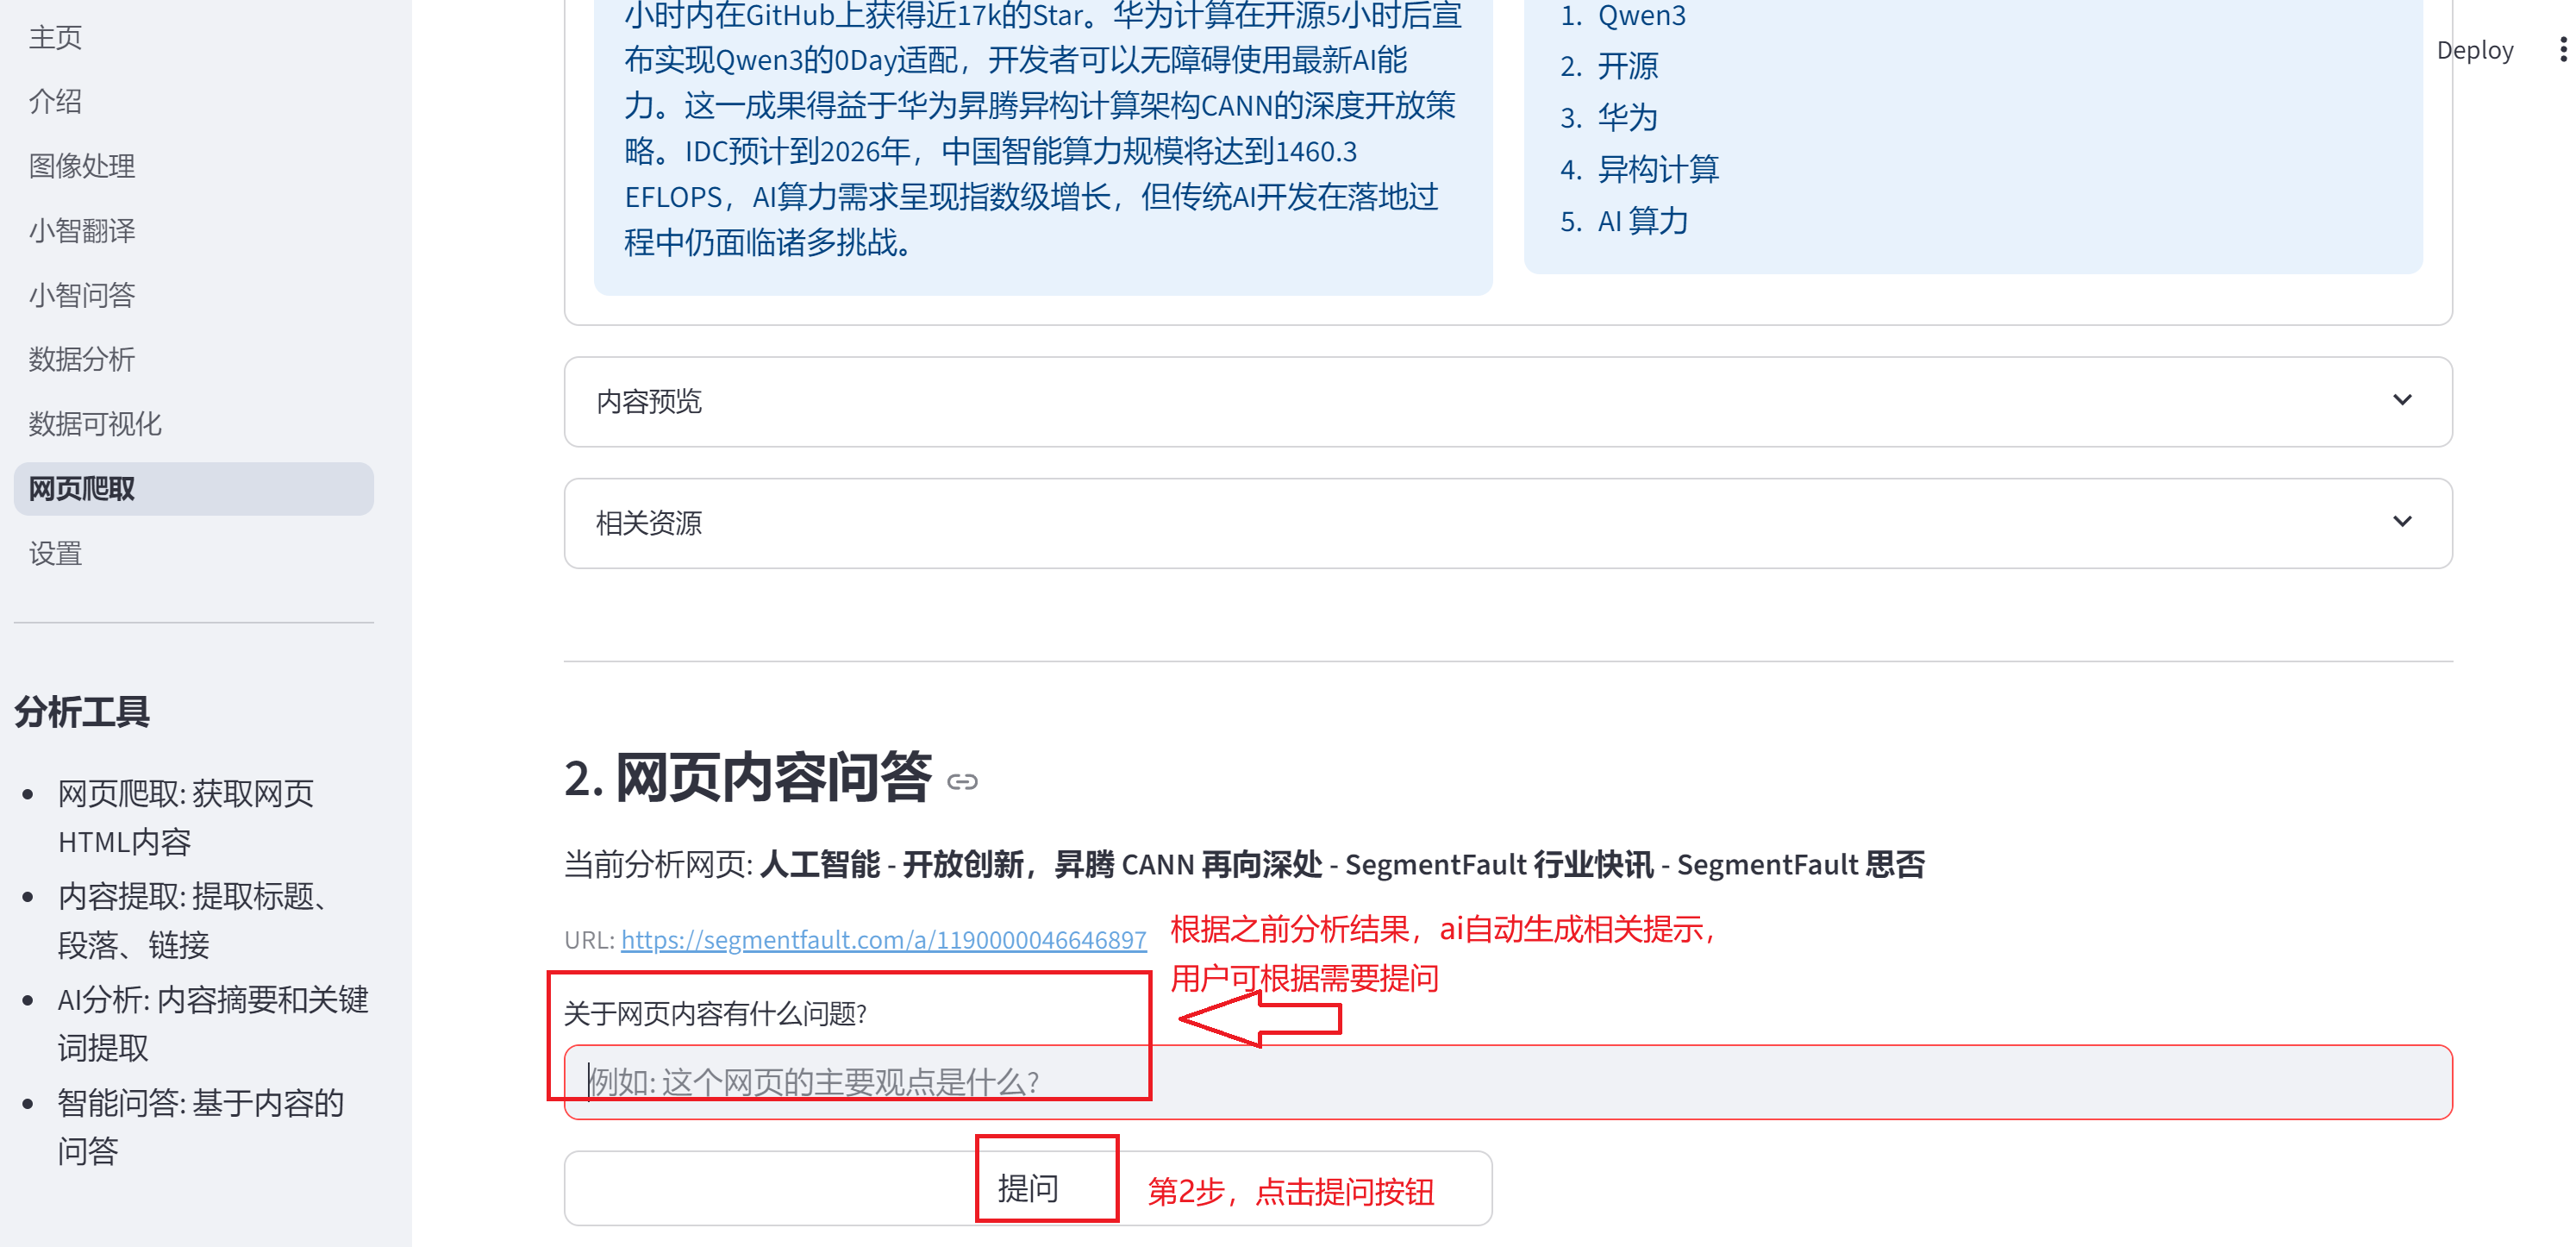 主页
介绍
图像处理
小智翻译
小智问答
数据分析
数据可视化
网页爬取
设置
分析工具
网页爬取: 获取网页
HTML内容
内容提取: 提取标题、
段落、链接
AI分析: 内容摘要和关键
词提取
智能问答: 基于内容的
问答
Deploy
小时内在GitHub上获得近17k的Star。华为计算在开源5小时后宣
布实现Qwen3的0Day适配，开发者可以无障碍使用最新AI能
力。这一成果得益于华为昇腾异构计算架构CANN的深度开放策
略。IDC预计到2026年，中国智能算力规模将达到1460.3
EFLOPS，AI算力需求呈现指数级增长，但传统AI开发在落地过
程中仍面临诸多挑战。
1. Qwen3
2. 开源
3. 华为
4. 异构计算
5. AI 算力
内容预览
相关资源
2. 网页内容问答
当前分析网页: 人工智能 - 开放创新，昇腾 CANN 再向深处 - SegmentFault 行业快讯 - SegmentFault 思否
URL: https://segmentfault.com/a/1190000046646897
根据之前分析结果，ai自动生成相关提示，
用户可根据需要提问
关于网页内容有什么问题?
例如: 这个网页的主要观点是什么?
提问
第2步，点击提问按钮